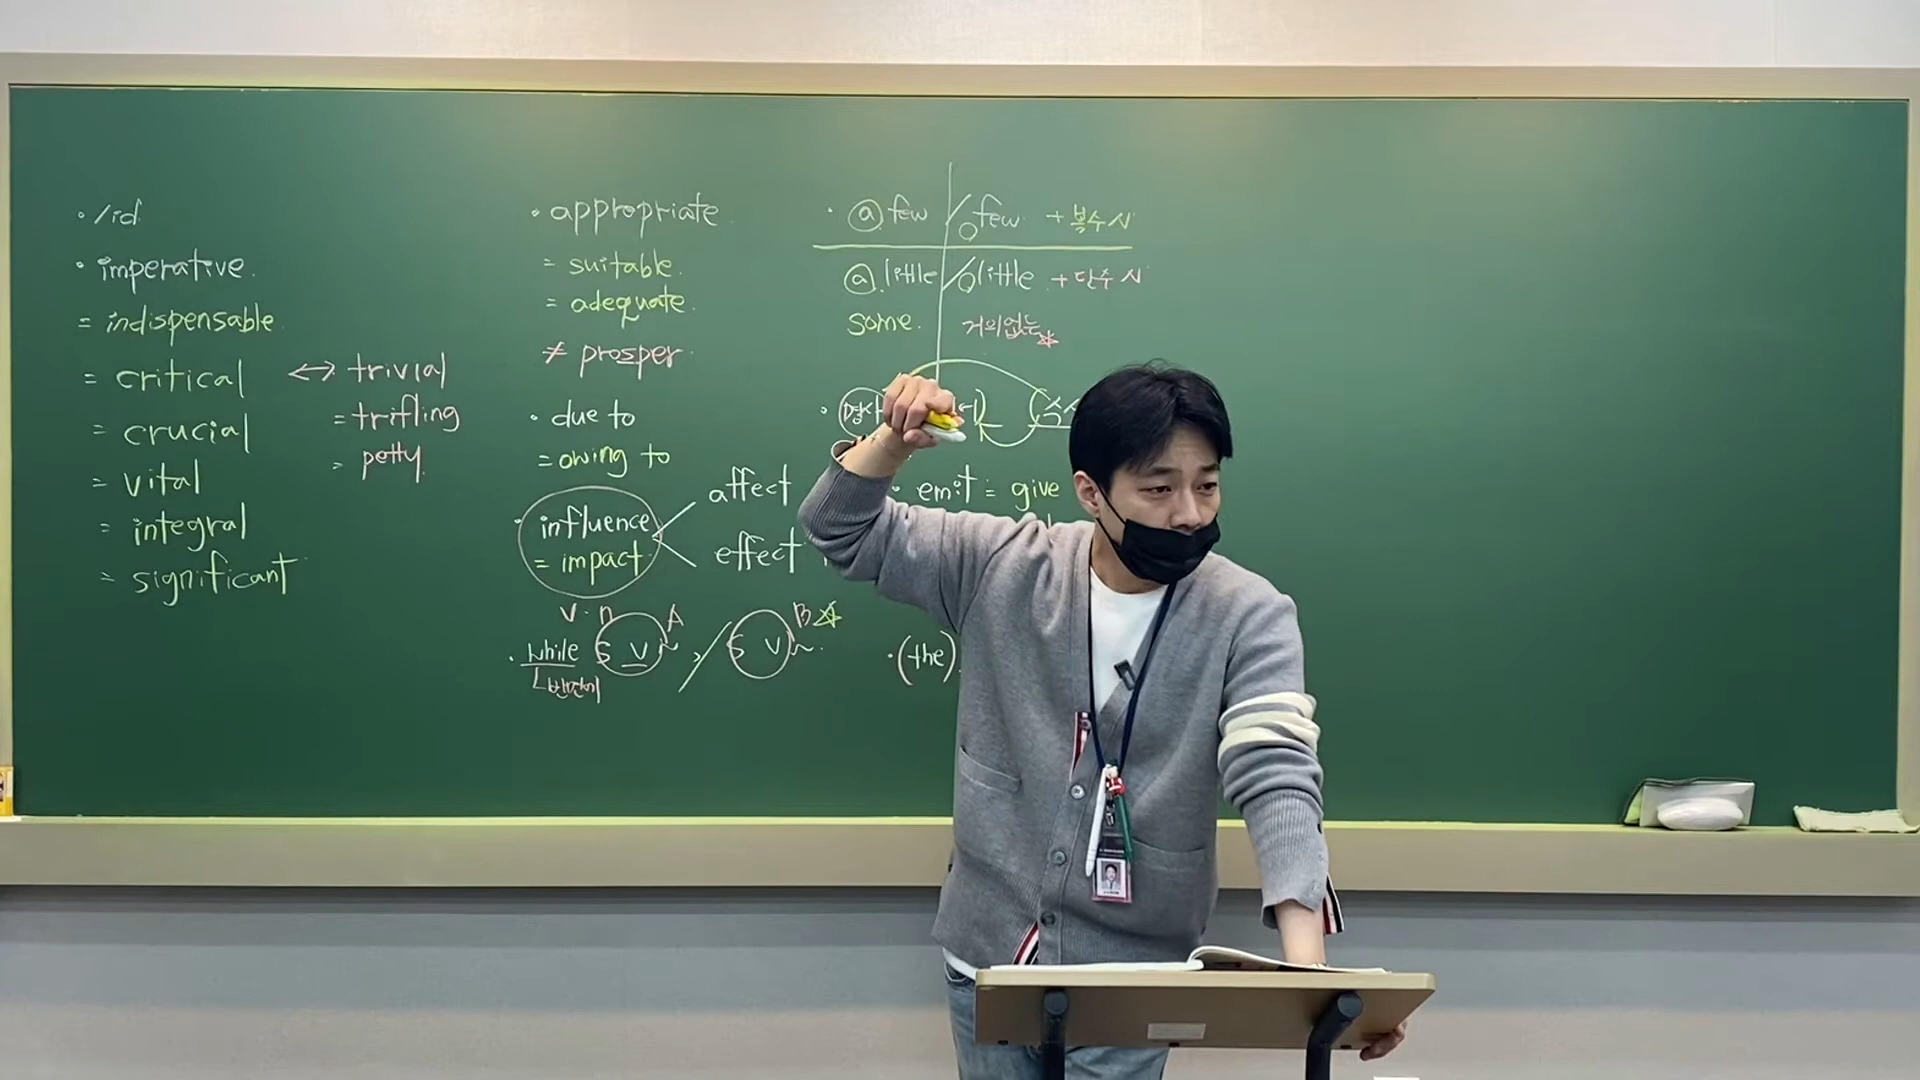 · /id
· imperative.
= indispensable.
= critical ↔ trivial
= crucial = trifling
= vital = petty.
= integral
= significant
· appropriate.
= suitable.
= adequate.
≠ prosper.
· due to
= owing to
· influence affect
= impact. effect
v · n
· while S V A , / S V B ☆
반면에
· ⓐ few / few + 복수 시
ⓐ little / little + 단수 시
some. 거의없는☆
· emit = give
· (the)